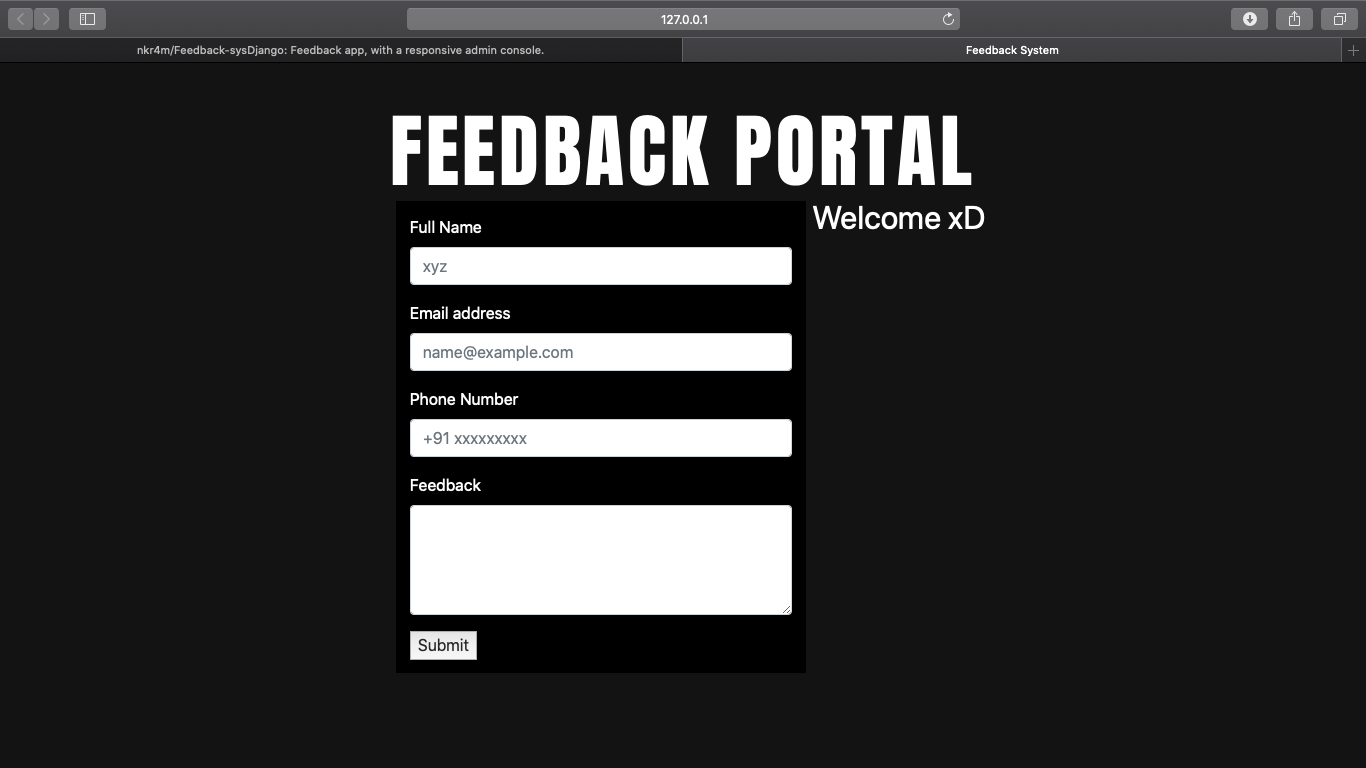 127.0.0.1
nkr4m/Feedback-sysDjango: Feedback app, with a responsive admin console.
Feedback System
FEEDBACK PORTAL
Welcome xD
Full Name
xyz
Email address
name@example.com
Phone Number
+91 xxxxxxxxx
Feedback
Submit